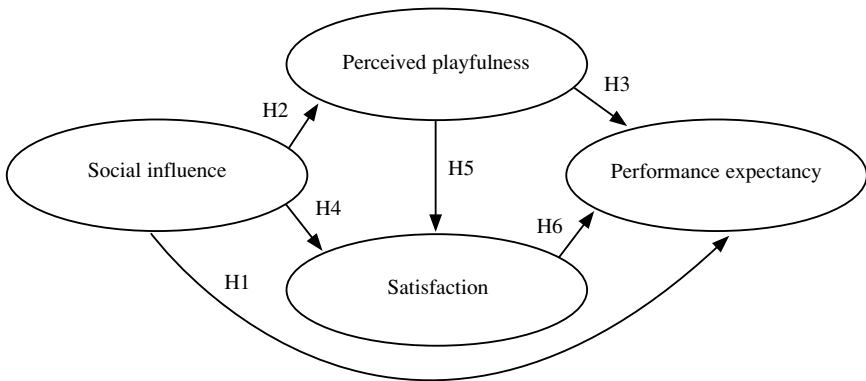 Perceived playfulness
H3
H2
Social influence
H5
Performance expectancy
H4
H6
H1
Satisfaction